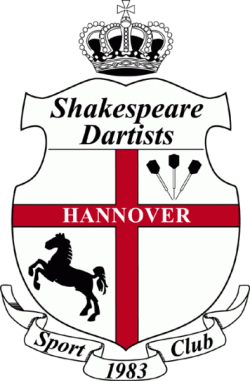 Shakespeare
Dartists
HANNOVER
Sport
1983
Club